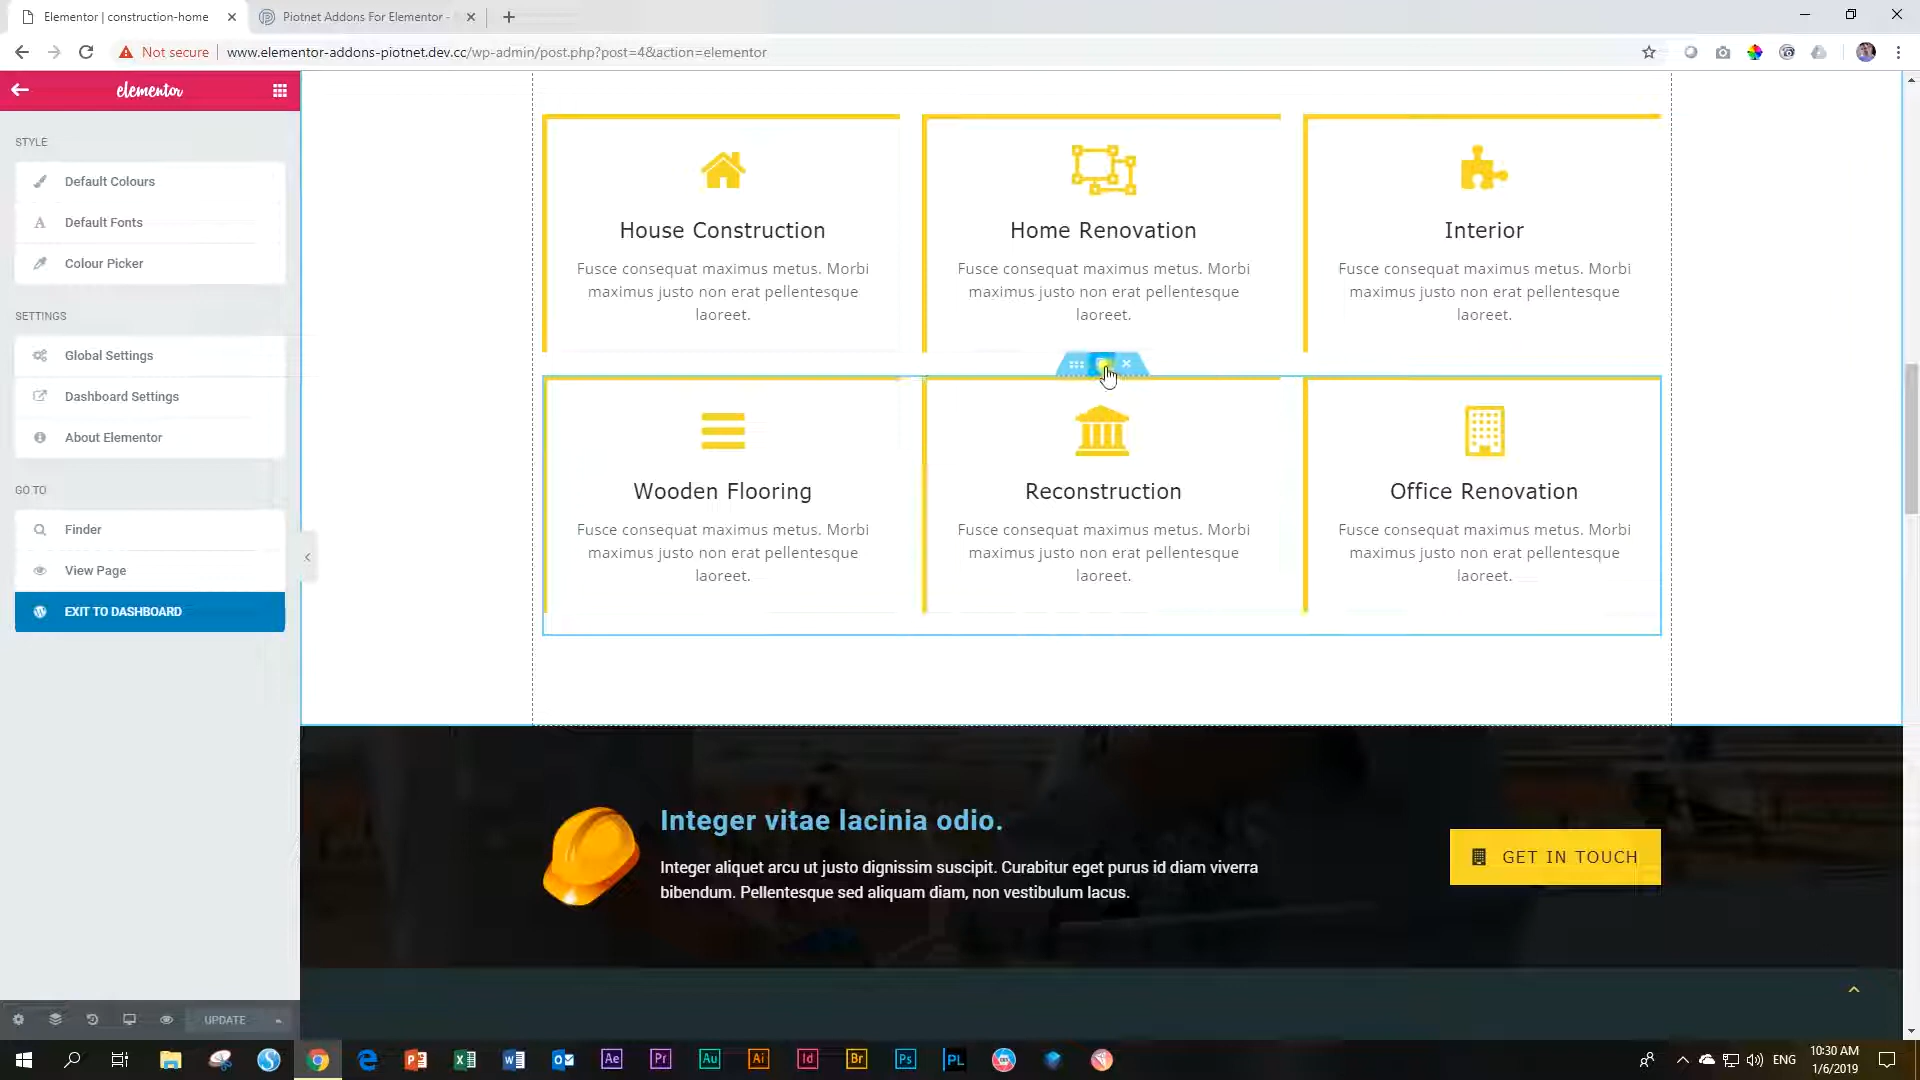 Elementor | construction-home
Piotnet Addons For Elementor -
Not secure
www.elementor-addons-piotnet.dev.cc/wp-admin/post.php?post=4&action=elementor
elementor
STYLE
Default Colours
Default Fonts
Colour Picker
SETTINGS
Global Settings
Dashboard Settings
About Elementor
GO TO
Finder
View Page
EXIT TO DASHBOARD
UPDATE
House Construction
Fusce consequat maximus metus. Morbi
maximus justo non erat pellentesque
laoreet.
Home Renovation
Fusce consequat maximus metus. Morbi
maximus justo non erat pellentesque
laoreet.
Interior
Fusce consequat maximus metus. Morbi
maximus justo non erat pellentesque
laoreet.
Wooden Flooring
Fusce consequat maximus metus. Morbi
maximus justo non erat pellentesque
laoreet.
Reconstruction
Fusce consequat maximus metus. Morbi
maximus justo non erat pellentesque
laoreet.
Office Renovation
Fusce consequat maximus metus. Morbi
maximus justo non erat pellentesque
laoreet.
Integer vitae lacinia odio.
Integer aliquet arcu ut justo dignissim suscipit. Curabitur eget purus id diam viverra
bibendum. Pellentesque sed aliquam diam, non vestibulum lacus.
GET IN TOUCH
Ae
Pr
Au
Ai
Id
Br
Ps
PL
ENG
10:30 AM
1/6/2019